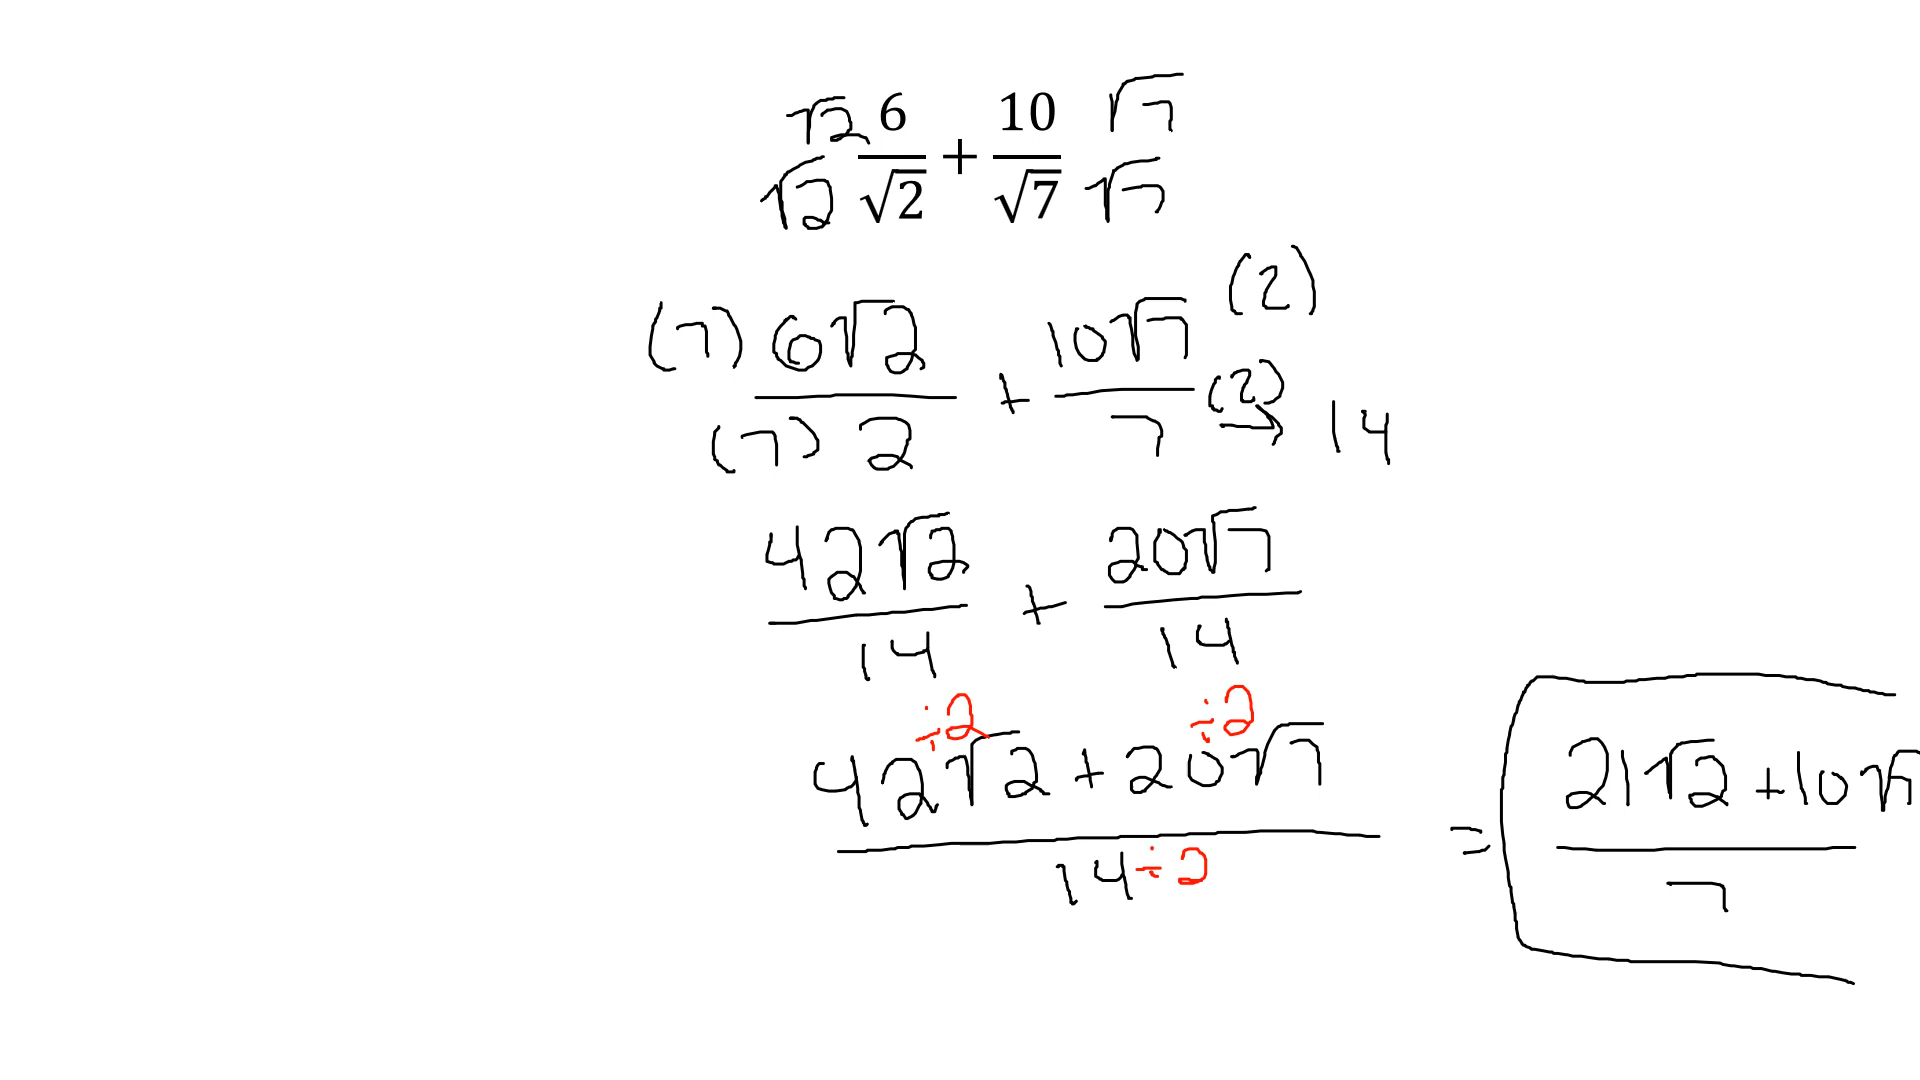 √2/√2 6/√2 + 10/√7 √7/√7
(7)6√2/(7)2 + 10√7(2)/7(2) → 14
42√2/14 + 20√7/14
÷2 ÷2
42√2 + 20√7/14÷2 = 21√2 + 10√7/7